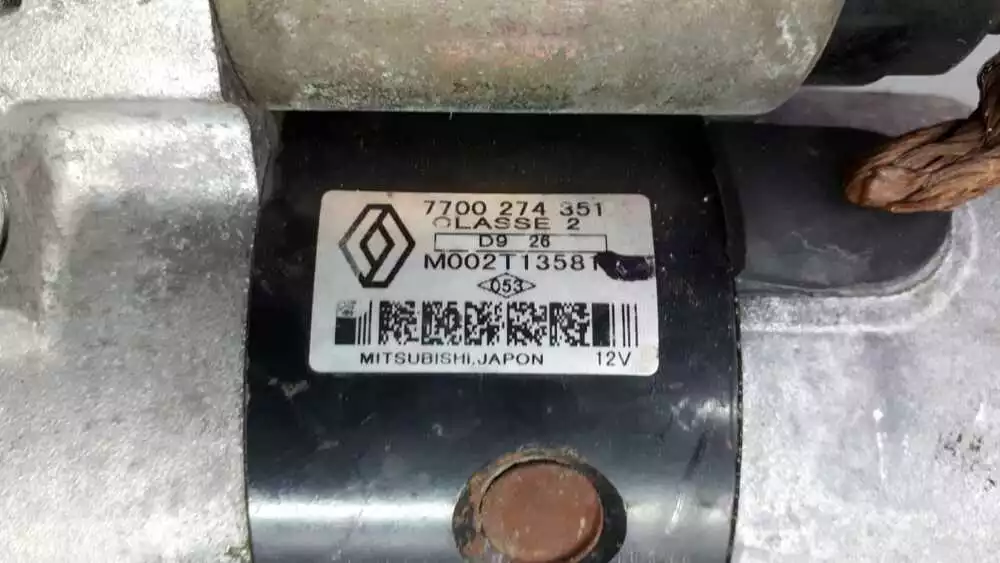 7700 274 351
CLASSE 2
D9 26
M002T13581
053
MITSUBISHI,JAPON 12V